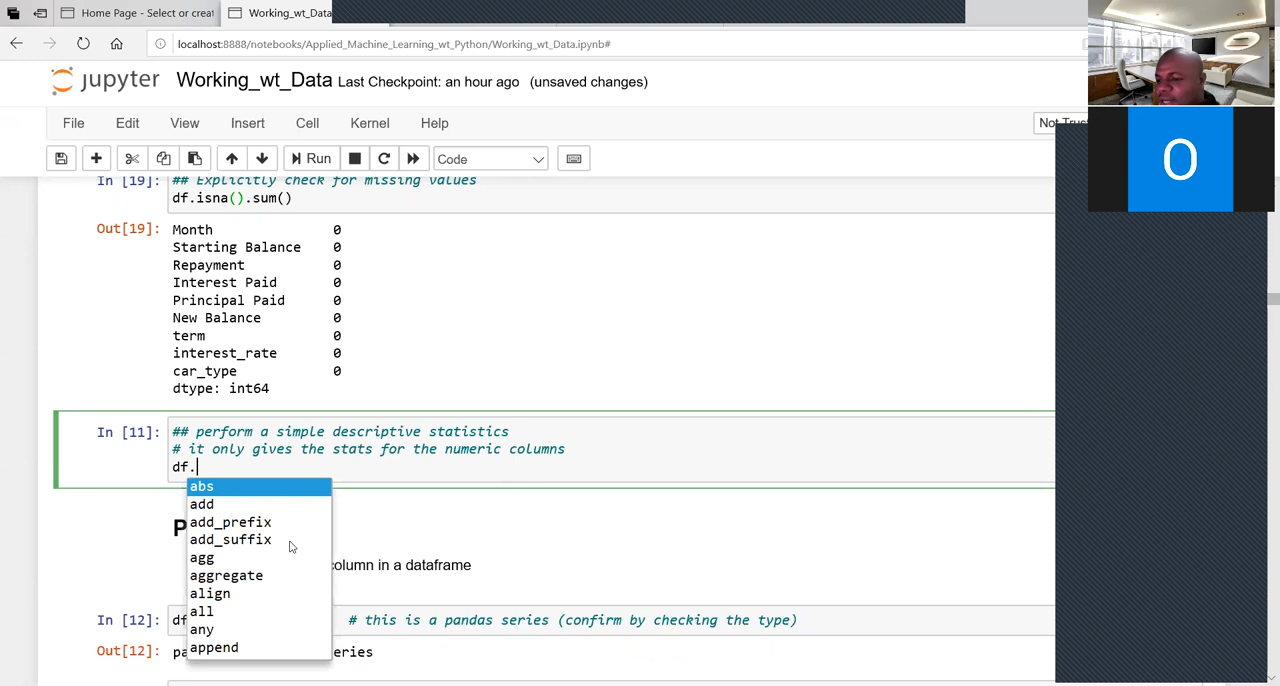 Home Page - Select or creat
Working_wt_Data
localhost:8888/notebooks/Applied_Machine_Learning_wt_Python/Working_wt_Data.ipynb#
jupyter Working_wt_Data Last Checkpoint: an hour ago (unsaved changes)
File Edit View Insert Cell Kernel Help
Not Trus
Run Code
O
In [19]: ## Explicitly check for missing values
df.isna().sum()
Out[19]: Month 0
Starting Balance 0
Repayment 0
Interest Paid 0
Principal Paid 0
New Balance 0
term 0
interest_rate 0
car_type 0
dtype: int64
In [11]: ## perform a simple descriptive statistics
# it only gives the stats for the numeric columns
df.
abs
add
add_prefix
add_suffix
agg
aggregate
align
all
any
append
P
column in a dataframe
In [12]: df # this is a pandas series (confirm by checking the type)
Out[12]: pa eries